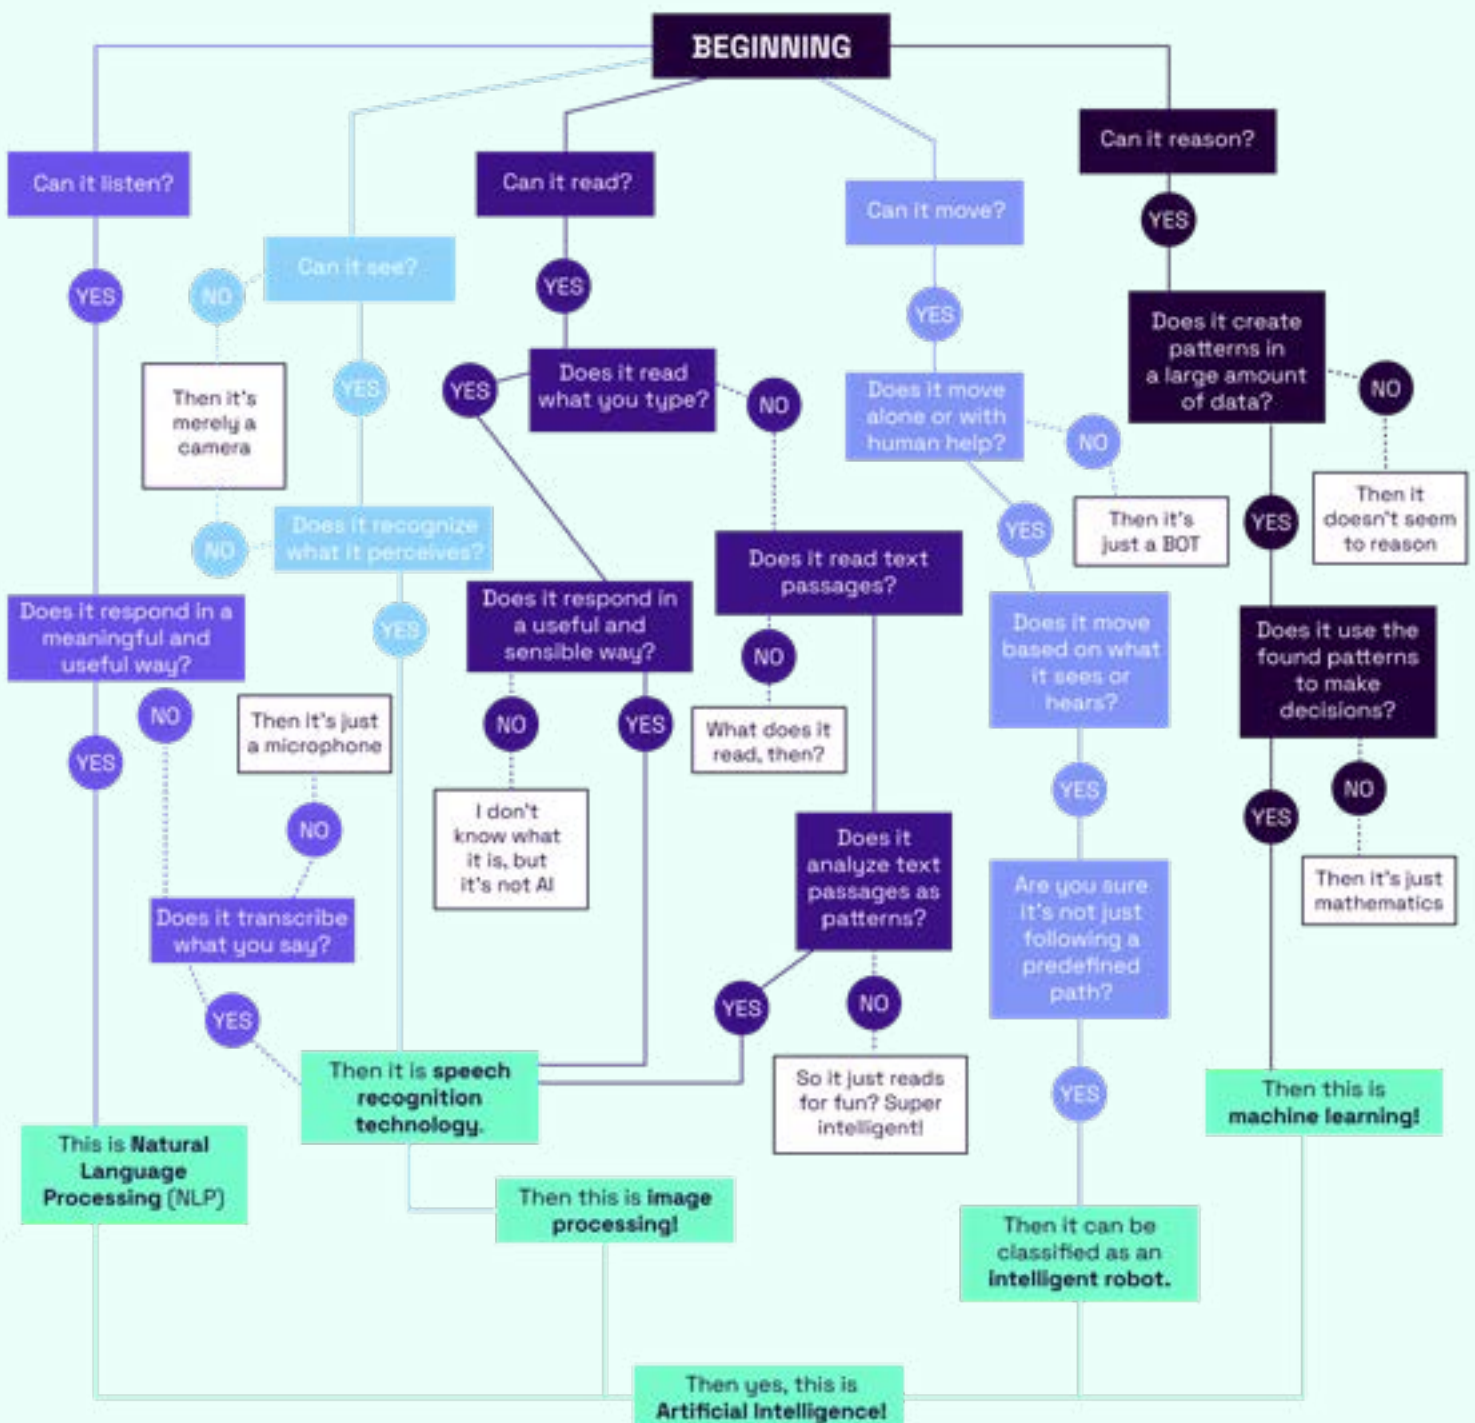 BEGINNING
Can it listen?
YES
Does it respond in a
meaningful and
useful way?
YES
This is Natural
Language
Processing (NLP)
NO
Does it transcribe
what you say?
NO
Then it's just
a microphone
YES
Then it is speech
recognition
technology.
Can it see?
NO
Then it's
merely a
camera
YES
Does it recognize
what it perceives?
NO
YES
Then this is image
processing!
Can it read?
YES
Does it read
what you type?
YES
Does it respond in
a useful and
sensible way?
NO
I don't
know what
it is, but
it's not AI
YES
NO
Does it read text
passages?
NO
What does it
read, then?
Does it
analyze text
passages as
patterns?
YES
NO
So it just reads
for fun? Super
intelligent!
Can it move?
YES
Does it move
alone or with
human help?
NO
Then it's
just a BOT
YES
Does it move
based on what
it sees or
hears?
YES
Are you sure
it's not just
following a
predefined
path?
YES
Then it can be
classified as an
intelligent robot.
Can it reason?
YES
Does it create
patterns in
a large amount
of data?
NO
Then it
doesn't seem
to reason
YES
Does it use the
found patterns
to make
decisions?
NO
Then it's just
mathematics
YES
Then this is
machine learning!
Then yes, this is
Artificial Intelligence!